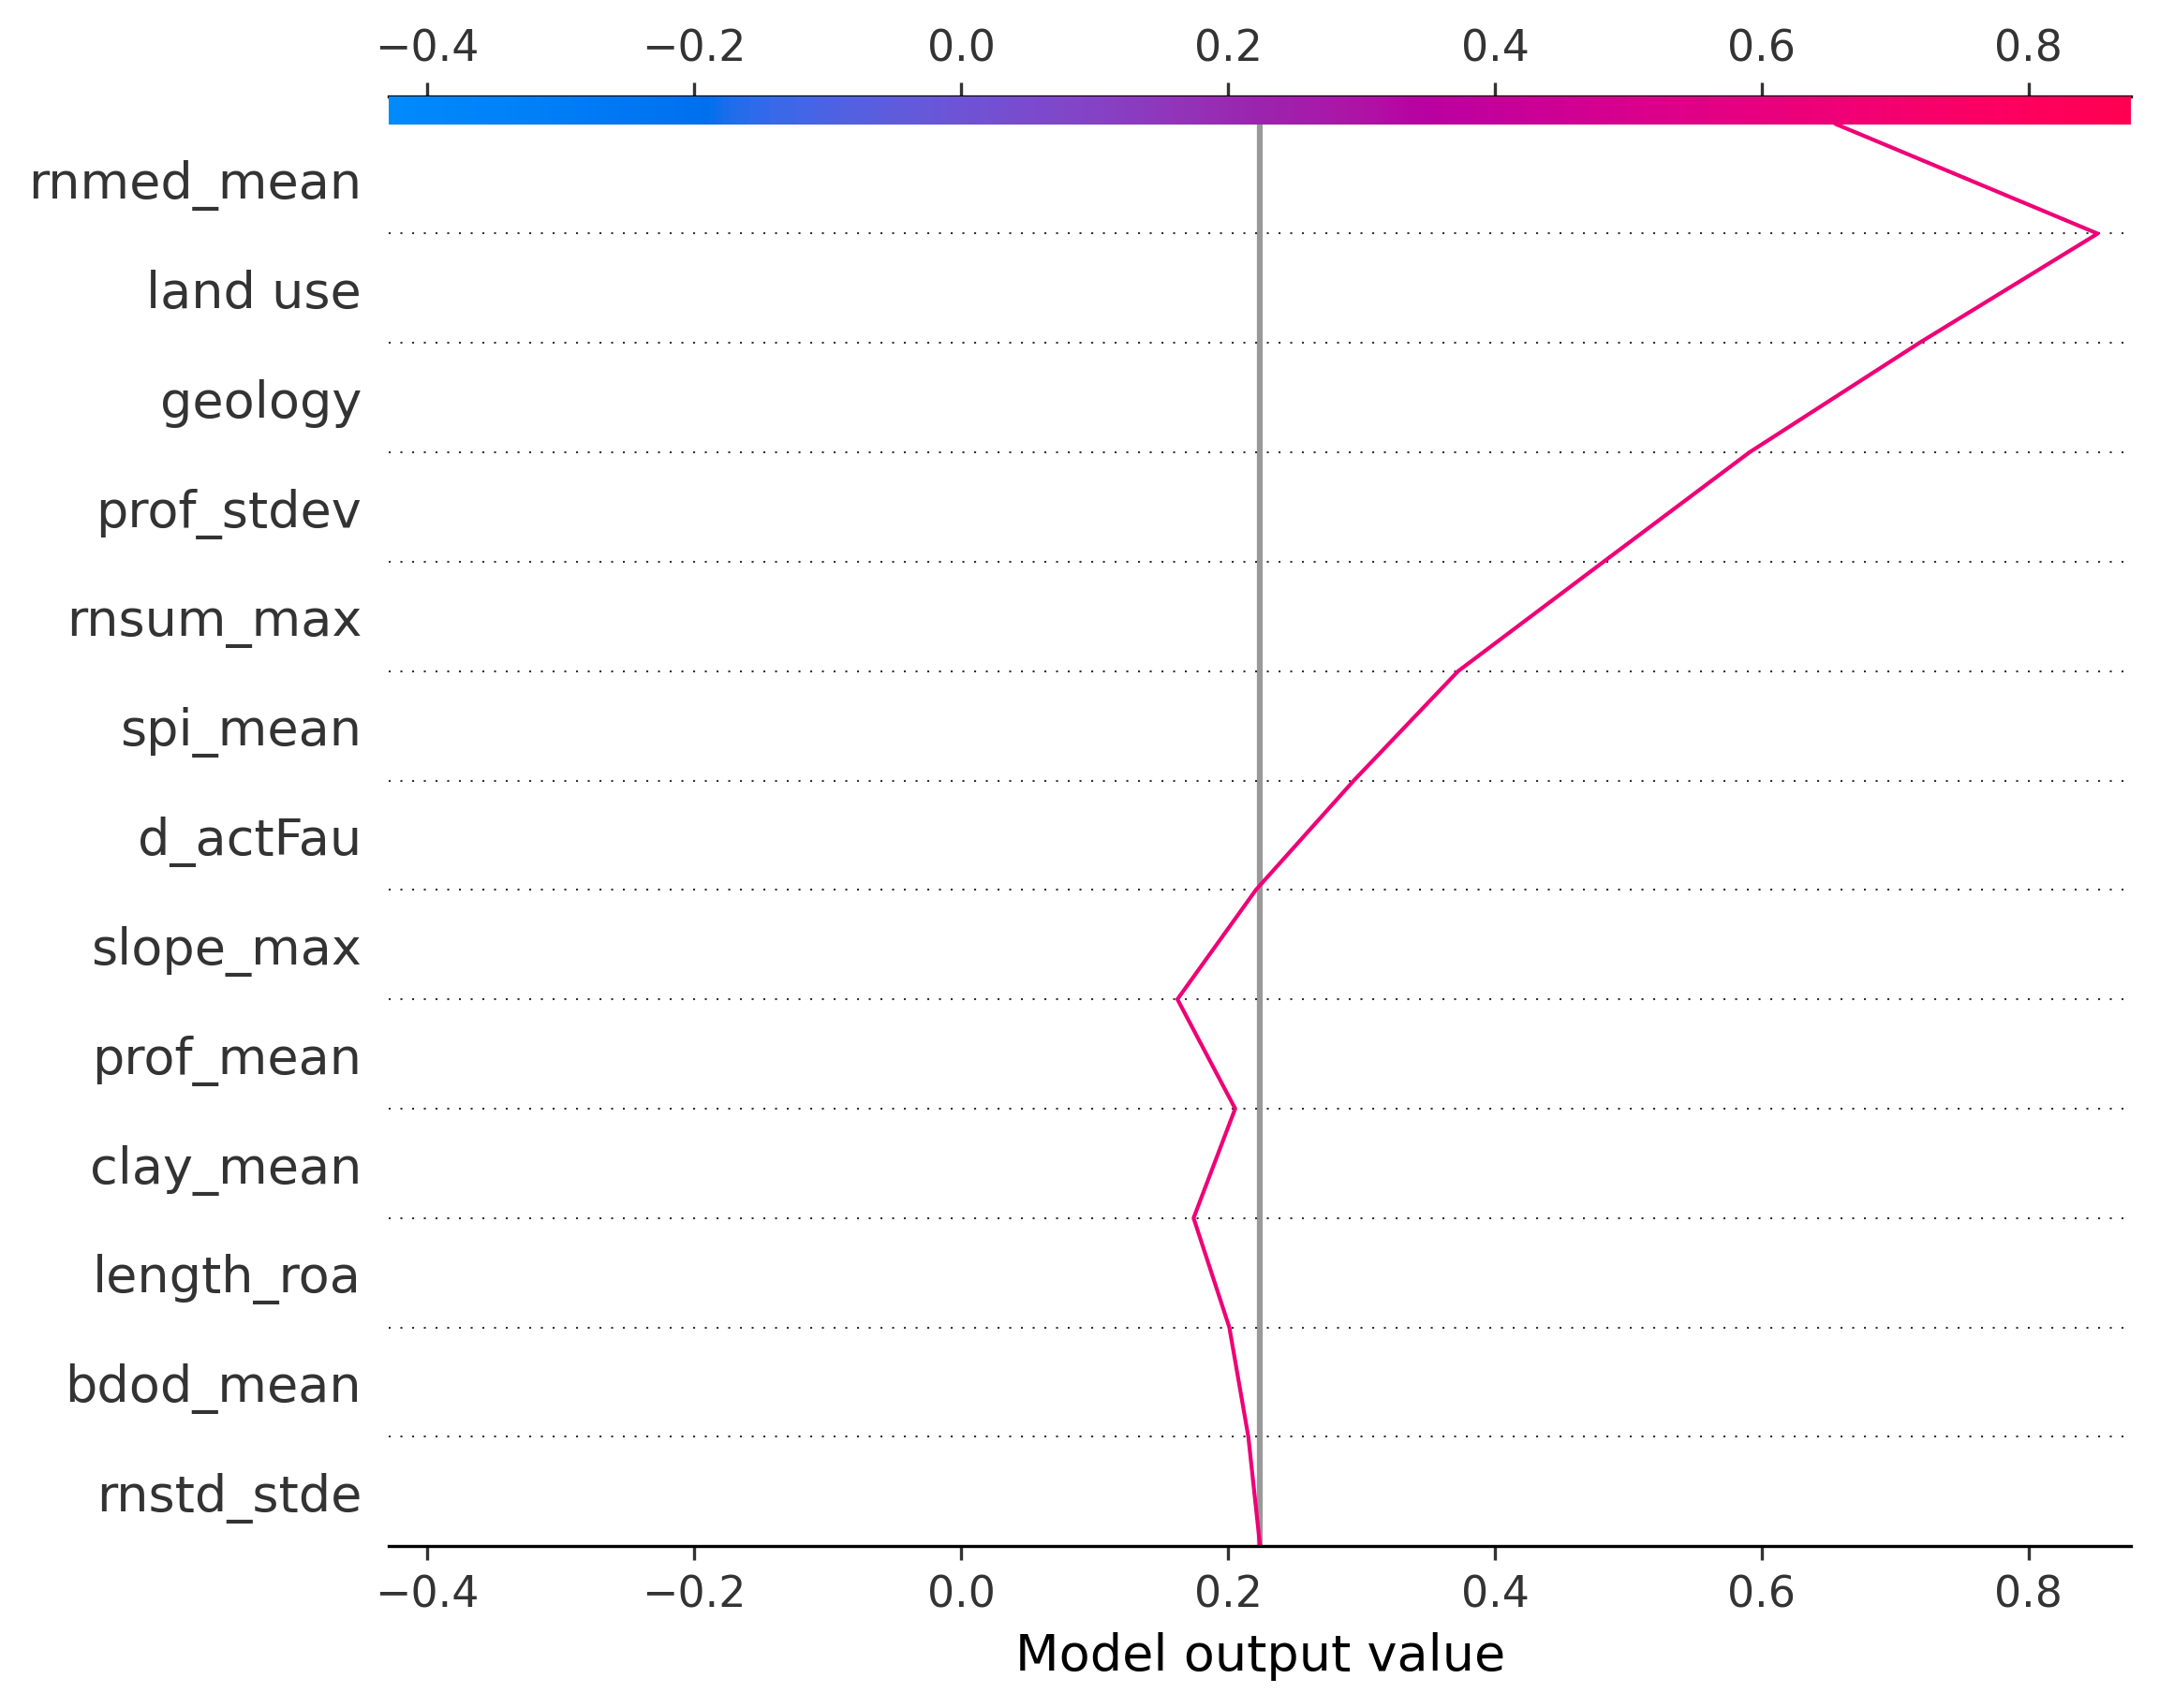 −0.4 −0.2 0.0 0.2 0.4 0.6 0.8
rnmed_mean
land use
geology
prof_stdev
rnsum_max
spi_mean
d_actFau
slope_max
prof_mean
clay_mean
length_roa
bdod_mean
rnstd_stde
−0.4 −0.2 0.0 0.2 0.4 0.6 0.8
Model output value